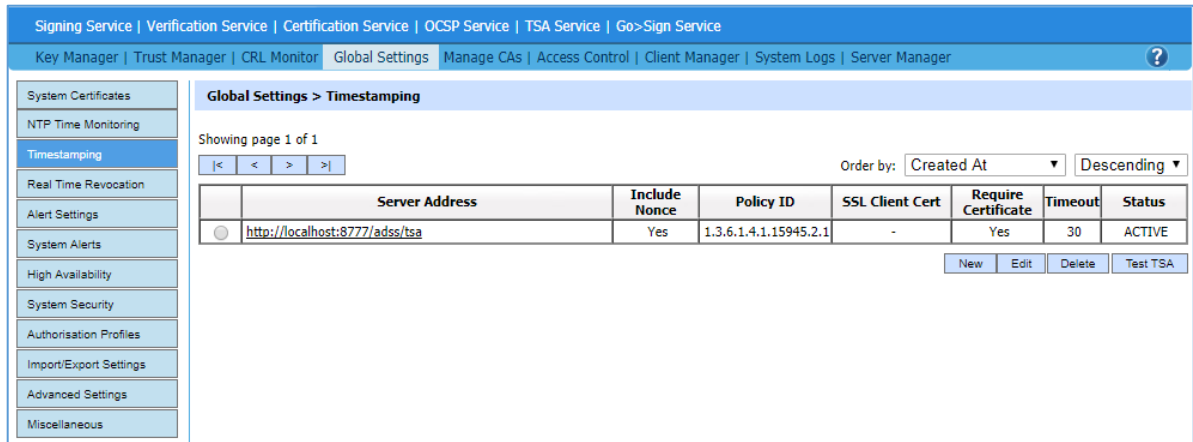 Signing Service | Verification Service | Certification Service | OCSP Service | TSA Service | Go>Sign Service
Key Manager | Trust Manager | CRL Monitor Global Settings Manage CAs | Access Control | Client Manager | System Logs | Server Manager ?
System Certificates
NTP Time Monitoring
Timestamping
Real Time Revocation
Alert Settings
System Alerts
High Availability
System Security
Authorisation Profiles
Import/Export Settings
Advanced Settings
Miscellaneous
Global Settings > Timestamping
Showing page 1 of 1
|< < > >|
Order by: Created At Descending
Server Address Include Nonce Policy ID SSL Client Cert Require Certificate Timeout Status
http://localhost:8777/adss/tsa Yes 1.3.6.1.4.1.15945.2.1 - Yes 30 ACTIVE
New Edit Delete Test TSA